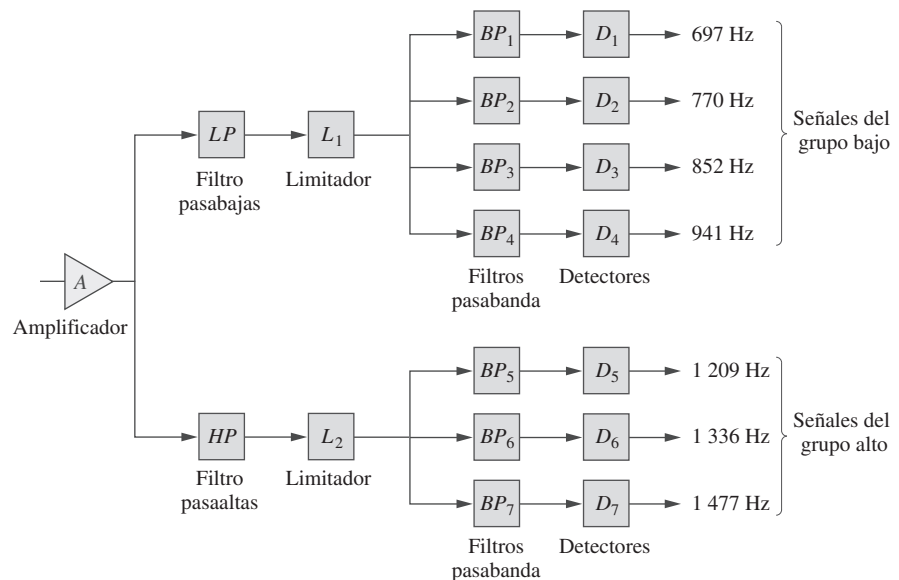 BP₁ D₁ 697 Hz
BP₂ D₂ 770 Hz
LP L₁
Señales del
grupo bajo
Filtro
pasabajas
Limitador
BP₃ D₃ 852 Hz
BP₄ D₄ 941 Hz
Filtros
pasabanda
Detectores
A
Amplificador
BP₅ D₅ 1 209 Hz
HP L₂ BP₆ D₆ 1 336 Hz
Señales del
grupo alto
Filtro
pasaaltas
Limitador
BP₇ D₇ 1 477 Hz
Filtros
pasabanda
Detectores